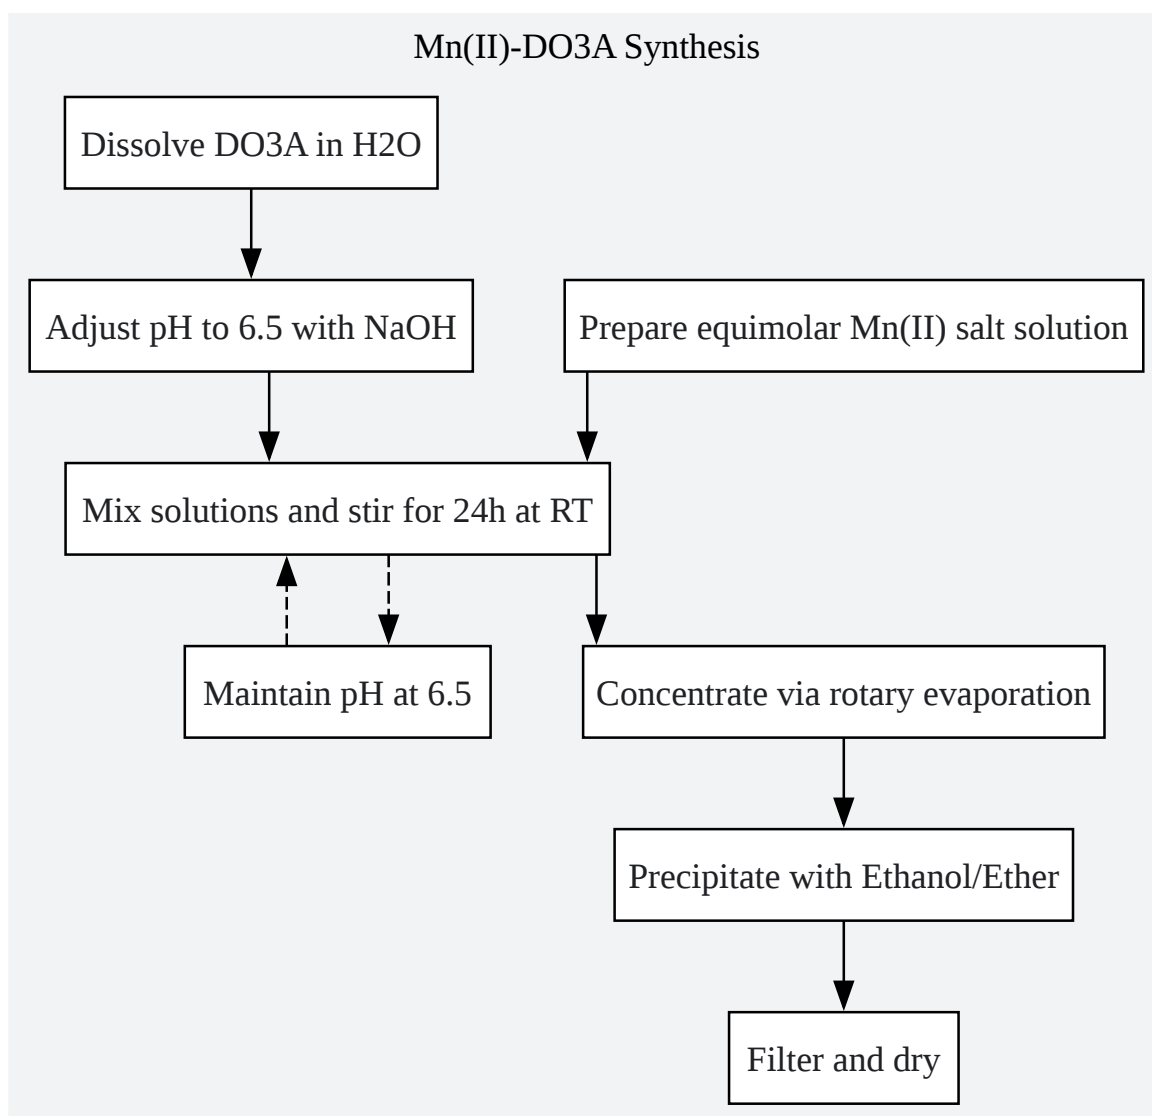 Mn(II)-DO3A Synthesis
Dissolve DO3A in H2O
Adjust pH to 6.5 with NaOH
Prepare equimolar Mn(II) salt solution
Mix solutions and stir for 24h at RT
Maintain pH at 6.5
Concentrate via rotary evaporation
Precipitate with Ethanol/Ether
Filter and dry